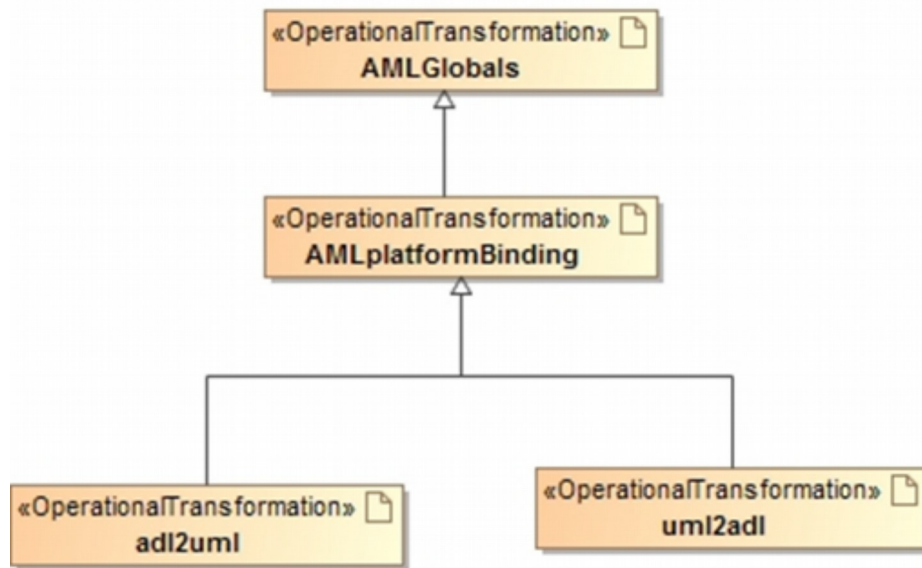 «OperationalTransformation»
AMLGlobals
«OperationalTransformation»
AMLplatformBinding
«OperationalTransformation»
adl2uml
«OperationalTransformation»
uml2adl